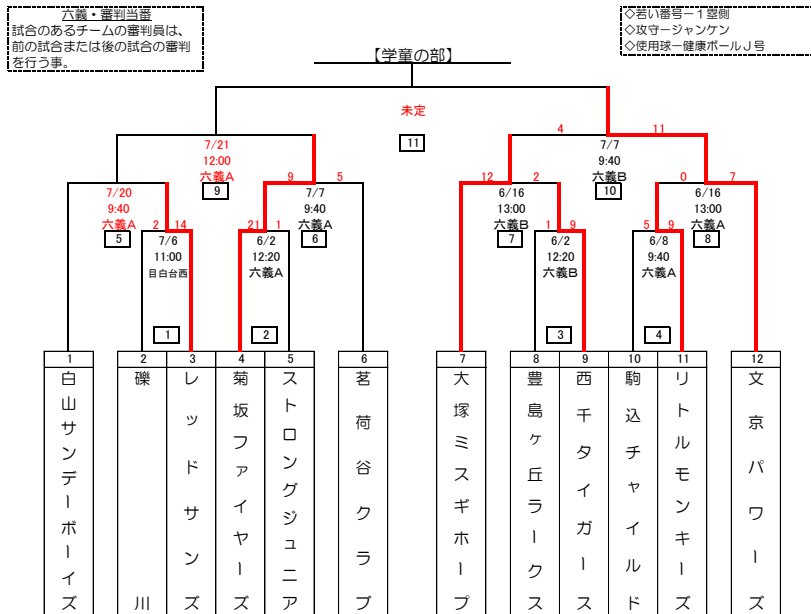 六義・審判当番
試合のあるチームの審判員は、
前の試合または後の試合の審判
を行う事。
◇若い番号－１塁側
◇攻守－ジャンケン
◇使用球－健康ボールＪ号
【学童の部】
未定
11
7/21
12:00
六義A
9
4
11
7/7
9:40
六義B
10
7/20
9:40
六義A
5
9
5
7/7
9:40
六義A
6
12
2
6/16
13:00
六義B
7
0
7
6/16
13:00
六義A
8
2
14
7/6
11:00
目白台西
1
21
1
6/2
12:20
六義A
2
1
9
6/2
12:20
六義B
3
5
9
6/8
9:40
六義A
4
1
白山サンデーボーイズ
2
礫川
3
レッドサンズ
4
菊坂ファイヤーズ
5
ストロングジュニア
6
茗荷谷クラブ
7
大塚ミスギホープ
8
豊島ヶ丘ラークス
9
西千タイガース
10
駒込チャイルド
11
リトルモンキーズ
12
文京パワーズ